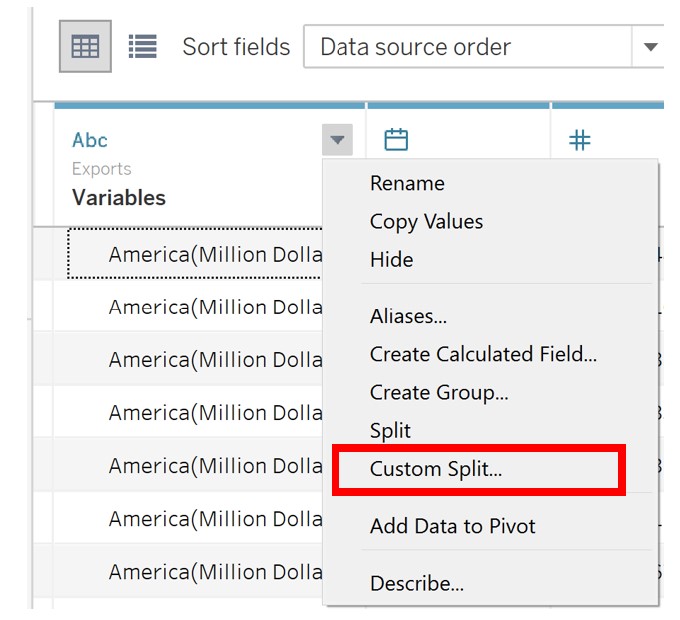 Sort fields Data source order
Abc
Exports
Variables
Rename
Copy Values
America(Million Dolla
Hide
America(Million Dolla
Aliases...
America(Million Dolla
Create Calculated Field...
Create Group...
America(Million Dolla
Split
America(Million Dolla
Custom Split...
America(Million Dolla
Add Data to Pivot
America(Million Dolla
Describe...